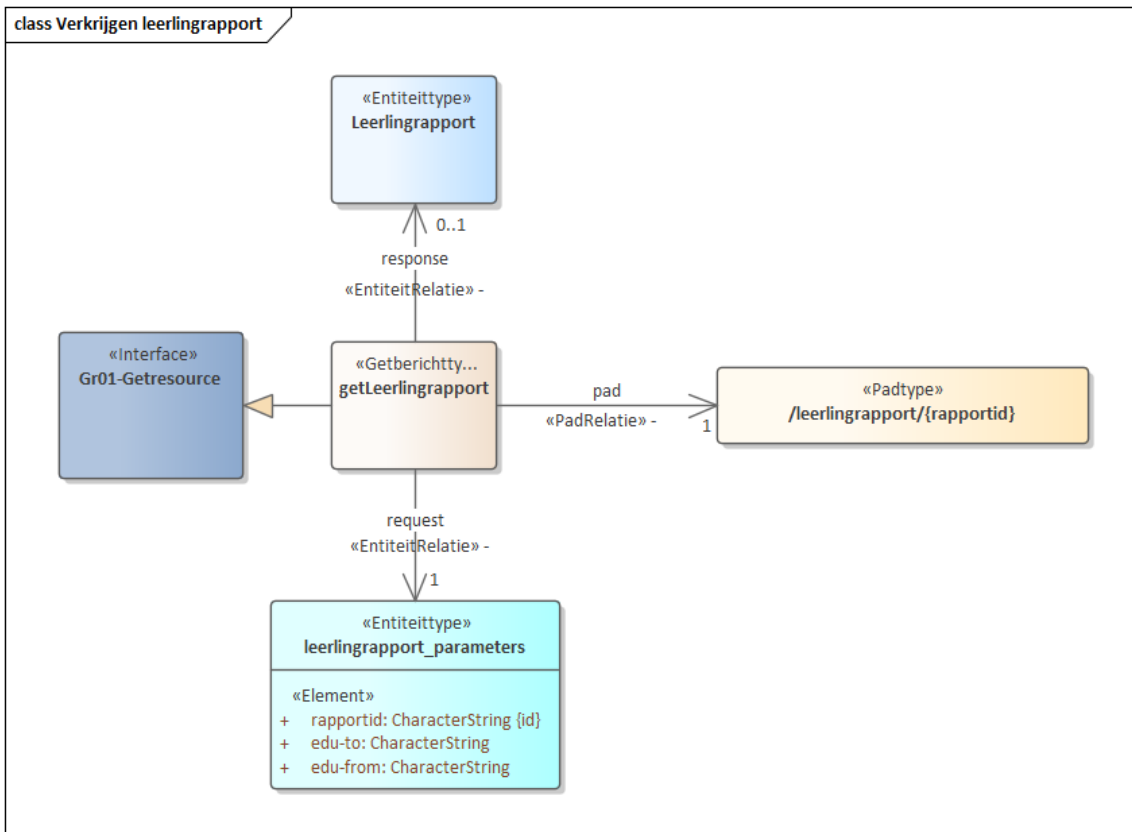 class Verkrijgen leerlingrapport
«Entiteittype»
Leerlingrapport
0..1
response
«EntiteitRelatie» -
«Interface»
Gr01-Getresource
«Getberichtty...
getLeerlingrapport
pad
«PadRelatie» -
1
«Padtype»
/leerlingrapport/{rapportid}
request
«EntiteitRelatie» -
1
«Entiteittype»
leerlingrapport_parameters
«Element»
+ rapportid: CharacterString {id}
+ edu-to: CharacterString
+ edu-from: CharacterString